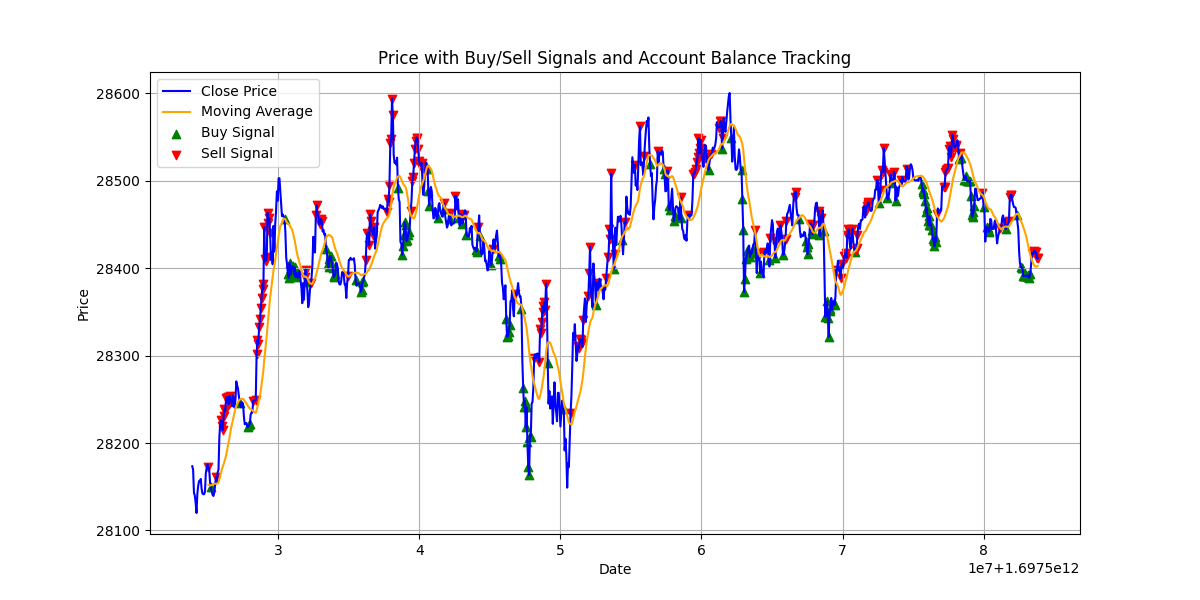 Price with Buy/Sell Signals and Account Balance Tracking
Close Price
Moving Average
Buy Signal
Sell Signal
28600
28500
28400
28300
28200
28100
Price
3 4 5 6 7 8
Date
1e7+1.6975e12